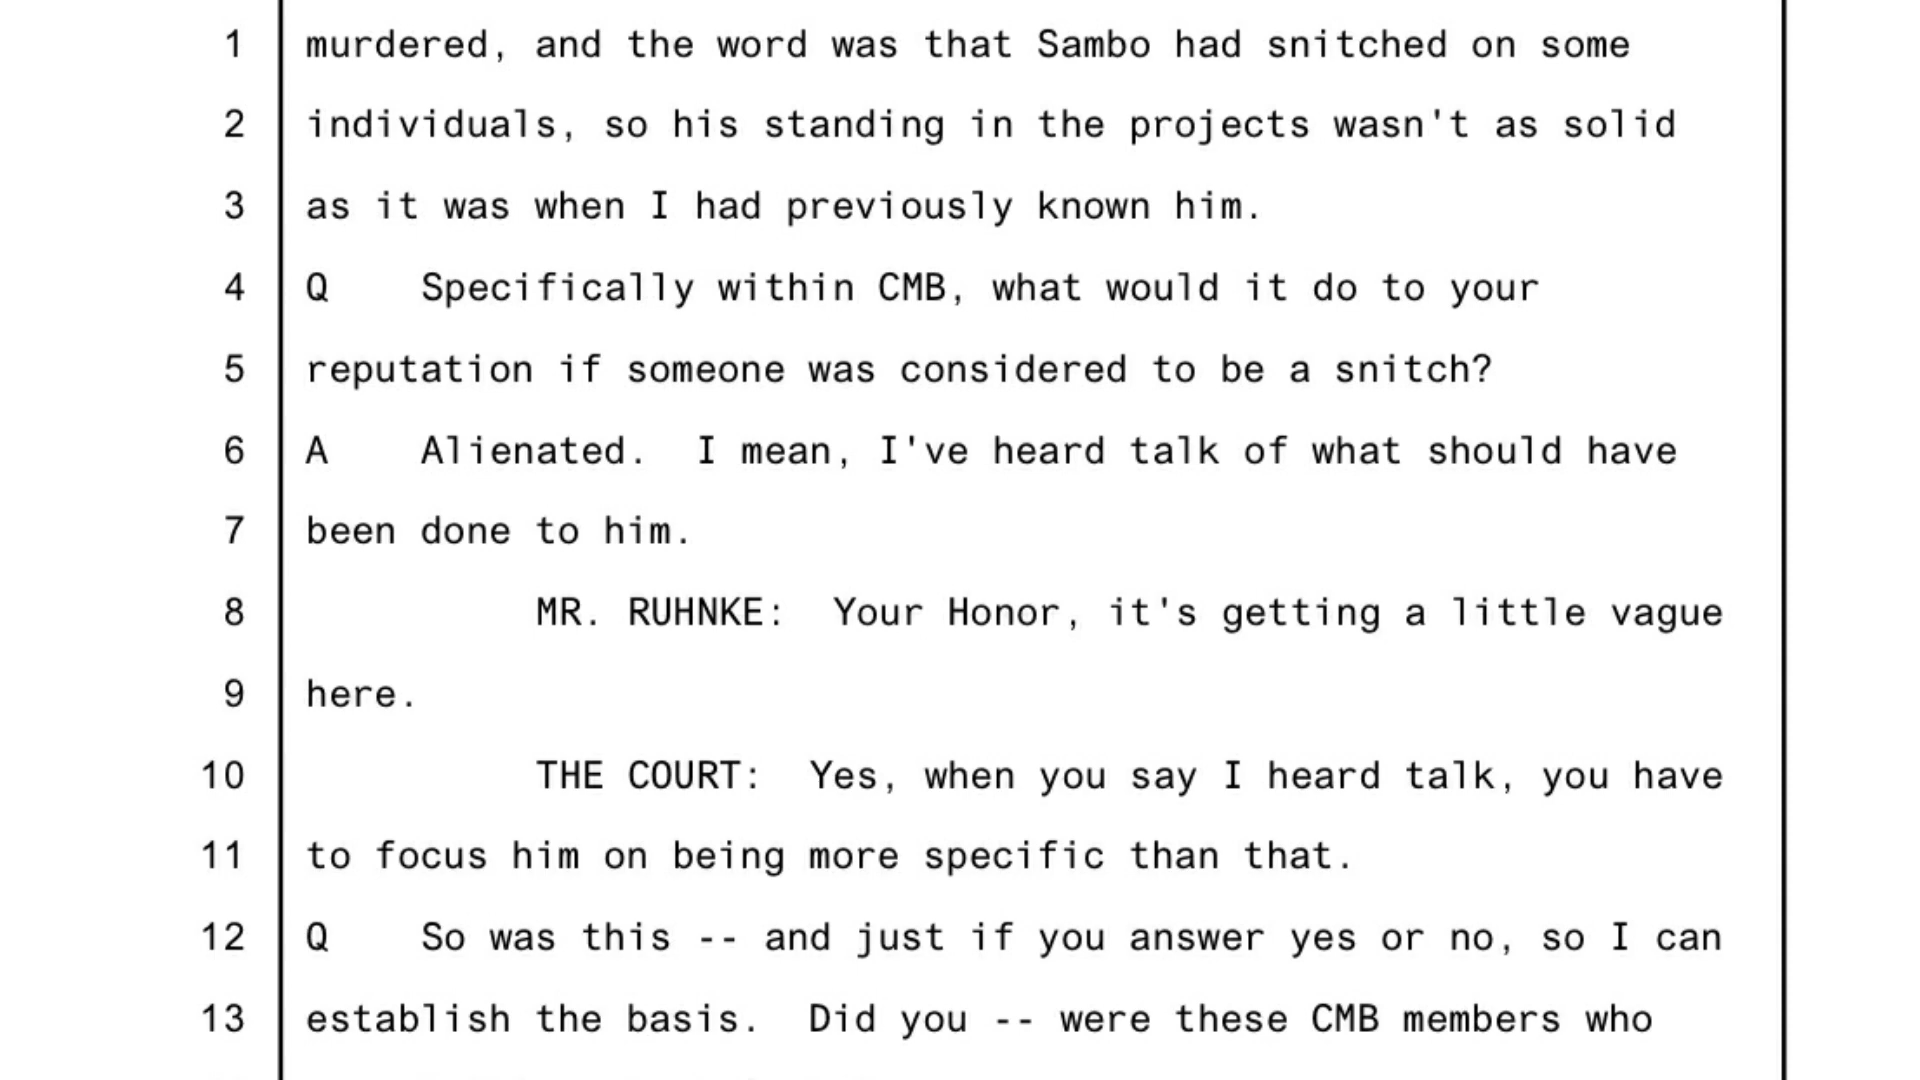 1 murdered, and the word was that Sambo had snitched on some
2 individuals, so his standing in the projects wasn't as solid
3 as it was when I had previously known him.
4 Q Specifically within CMB, what would it do to your
5 reputation if someone was considered to be a snitch?
6 A Alienated. I mean, I've heard talk of what should have
7 been done to him.
8 MR. RUHNKE: Your Honor, it's getting a little vague
9 here.
10 THE COURT: Yes, when you say I heard talk, you have
11 to focus him on being more specific than that.
12 Q So was this -- and just if you answer yes or no, so I can
13 establish the basis. Did you -- were these CMB members who